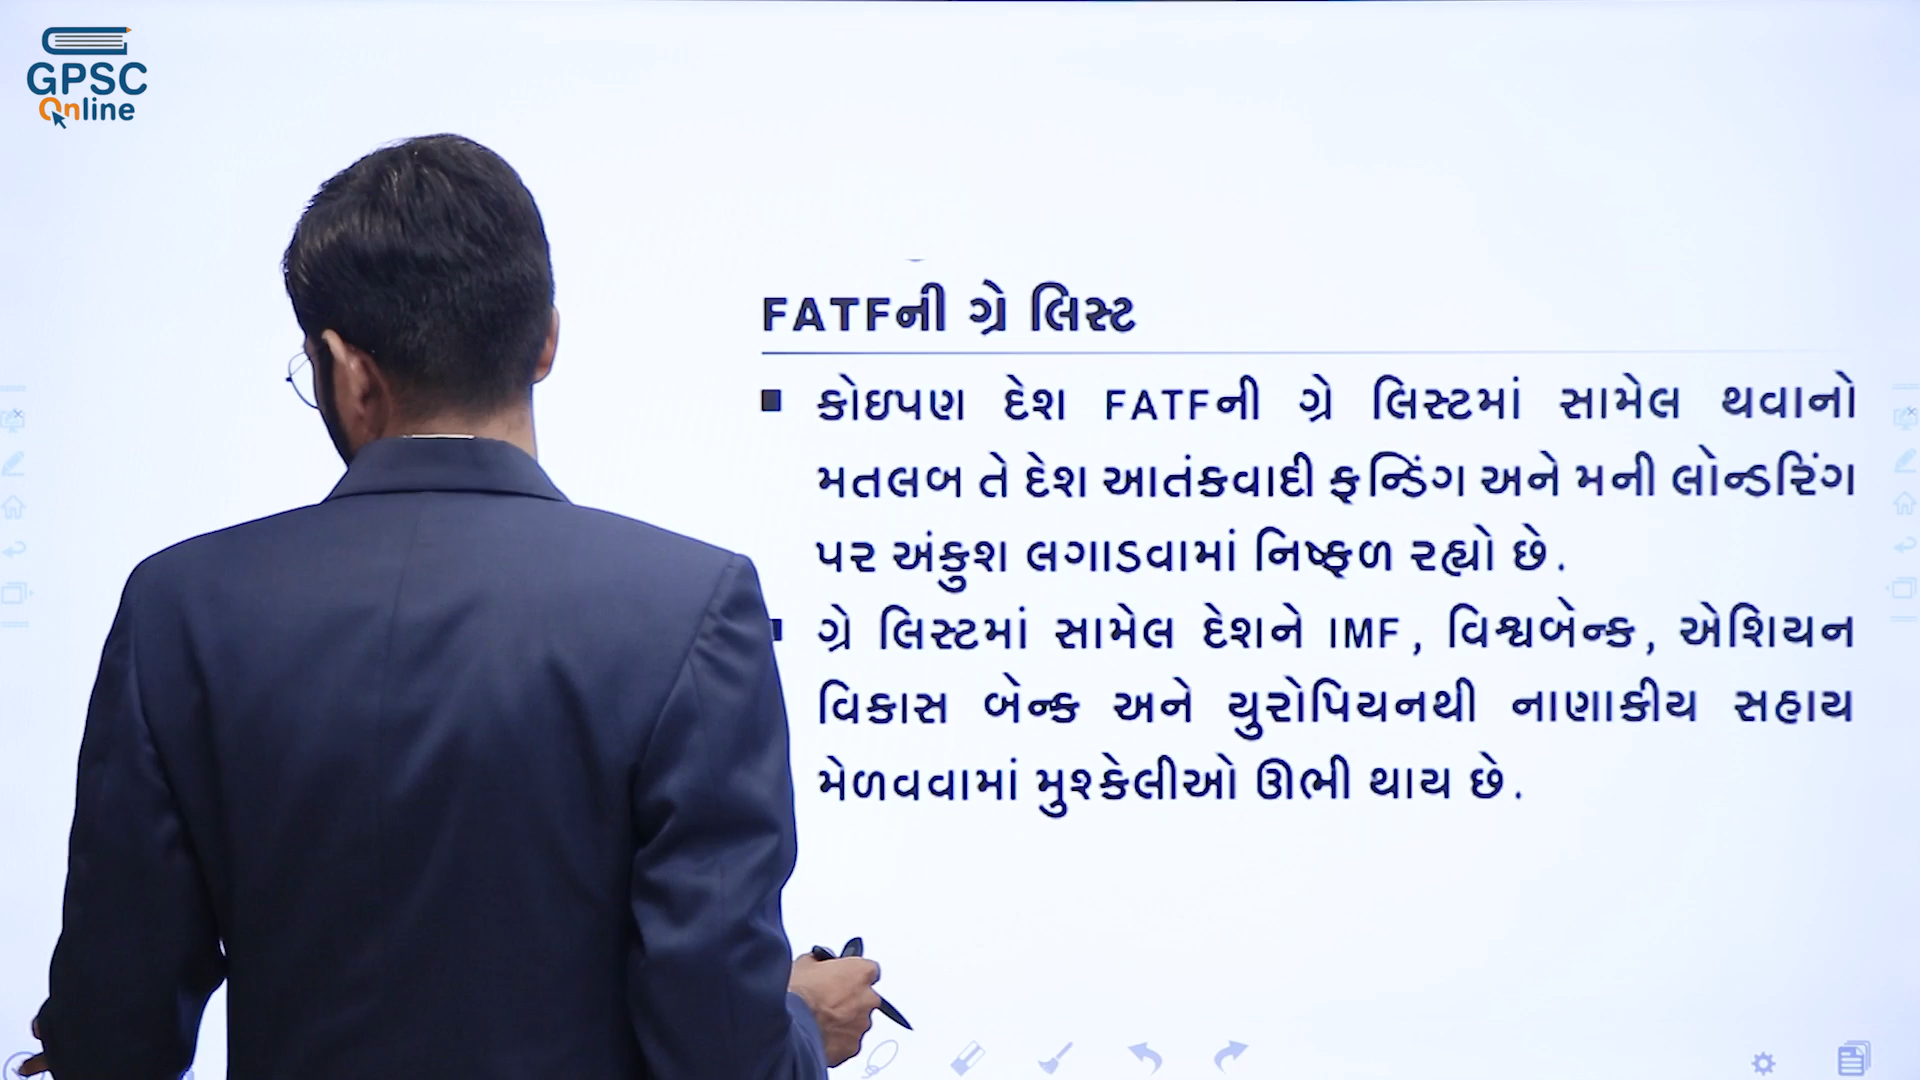 GPSC
Online
FATFની ગ્રે લિસ્ટ
કોઇપણ દેશ FATFની ગ્રે લિસ્ટમાં સામેલ થવાનો
મતલબ તે દેશ આતંકવાદી ફન્ડિંગ અને મની લોન્ડરિંગ
પર અંકુશ લગાડવામાં નિષ્ફળ રહ્યો છે.
ગ્રે લિસ્ટમાં સામેલ દેશને IMF, વિશ્વબેન્ક, એશિયન
વિકાસ બેન્ક અને યુરોપિયનથી નાણાકીય સહાય
મેળવવામાં મુશ્કેલીઓ ઊભી થાય છે.